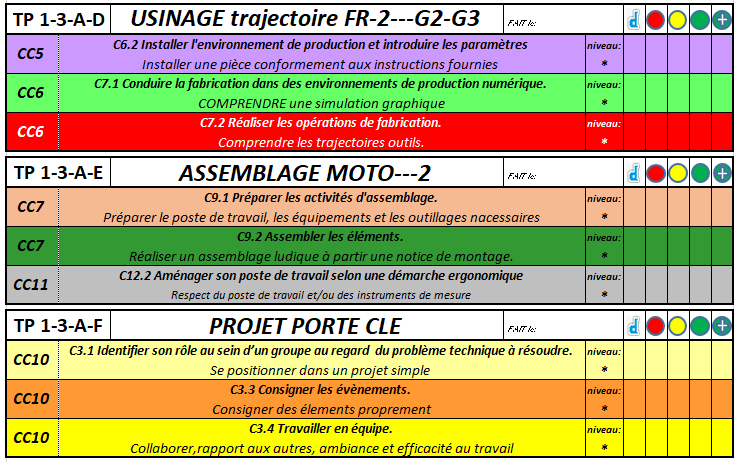 TP 1-3-A-D USINAGE trajectoire FR-2---G2-G3 FAIT le: d +
CC5 C6.2 Installer l'environnement de production et introduire les paramètres niveau:
Installer une pièce conformement aux instructions fournies *
CC6 C7.1 Conduire la fabrication dans des environnements de production numérique. niveau:
COMPRENDRE une simulation graphique *
CC6 C7.2 Réaliser les opérations de fabrication. niveau:
Comprendre les trajectoires outils. *
TP 1-3-A-E ASSEMBLAGE MOTO---2 FAIT le: d +
CC7 C9.1 Préparer les activités d'assemblage. niveau:
Préparer le poste de travail, les équipements et les outillages nacessaires *
CC7 C9.2 Assembler les éléments. niveau:
Réaliser un assemblage ludique à partir une notice de montage. *
CC11 C12.2 Aménager son poste de travail selon une démarche ergonomique niveau:
Respect du poste de travail et/ou des instruments de mesure *
TP 1-3-A-F PROJET PORTE CLE FAIT le: d +
CC10 C3.1 Identifier son rôle au sein d'un groupe au regard du problème technique à résoudre. niveau:
Se positionner dans un projet simple *
CC10 C3.3 Consigner les évènements. niveau:
Consigner des élements proprement *
CC10 C3.4 Travailler en équipe. niveau:
Collaborer,rapport aux autres, ambiance et efficacité au travail *